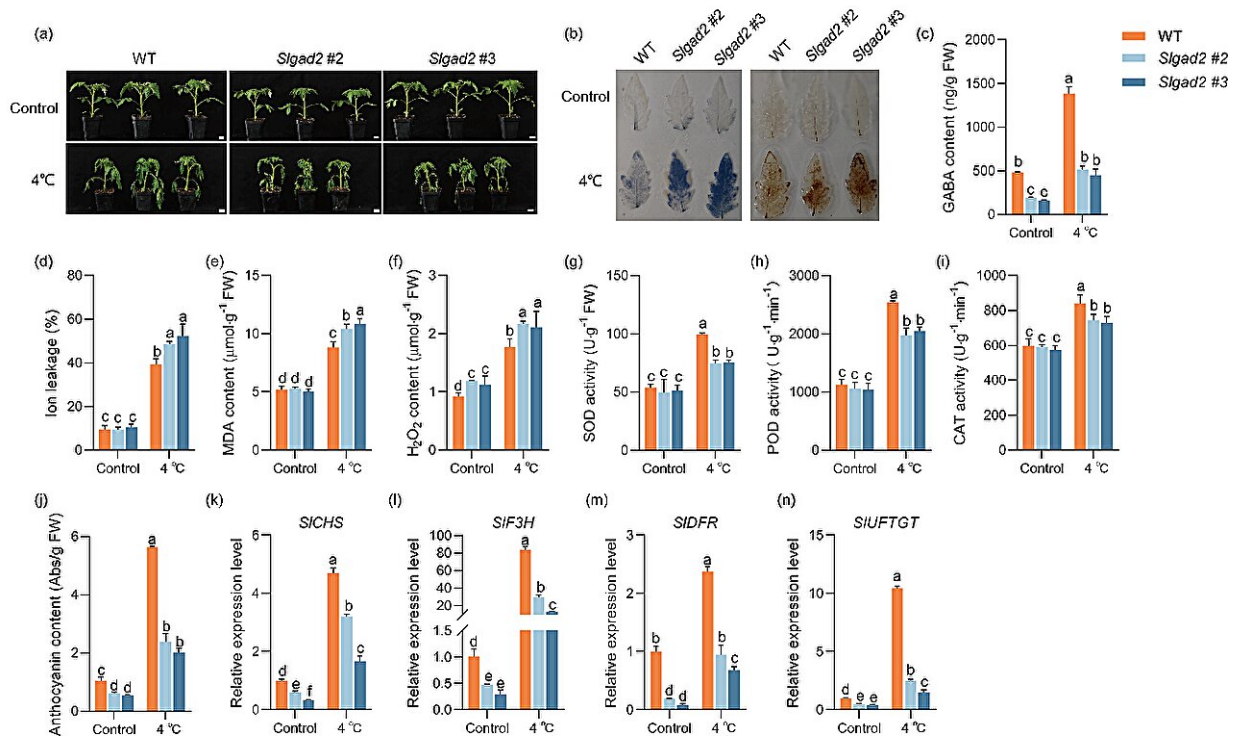 (a)
WT
Slgad2 #2
Slgad2 #3
Control
4℃
(b)
WT
Slgad2 #2
Slgad2 #3
WT
Slgad2 #2
Slgad2 #3
Control
4℃
(c)
GABA content (ng/g FW)
2000
1500
1000
500
0
b
c
c
a
b
b
Control
4 °C
WT
Slgad2 #2
Slgad2 #3
(d)
Ion leakage (%)
80
60
40
20
0
c
c
c
b
a
a
Control
4 °C
(e)
MDA content (μmol·g⁻¹ FW)
15
10
5
0
d
d
d
c
b
a
Control
4 °C
(f)
H₂O₂ content (μmol·g⁻¹ FW)
3
2
1
0
d
c
c
b
a
a
Control
4 °C
(g)
SOD activity (U·g⁻¹ FW)
150
100
50
0
c
c
c
a
b
b
Control
4 °C
(h)
POD activity ( U·g⁻¹·min⁻¹)
3000
2000
1000
0
c
c
c
a
b
b
Control
4 °C
(i)
CAT activity (U·g⁻¹·min⁻¹)
1000
800
600
400
200
0
c
c
c
a
b
b
Control
4 °C
(j)
Anthocyanin content (Abs/g FW)
6
4
2
0
c
d
d
a
b
b
Control
4 °C
(k)
SlCHS
Relative expression level
6
4
2
0
d
e
f
a
b
c
Control
4 °C
(l)
SlF3H
Relative expression level
100
80
60
40
20
1.5
1.0
0.5
0.0
d
e
e
a
b
c
Control
4 °C
(m)
SlDFR
Relative expression level
3
2
1
0
b
d
d
a
b
c
Control
4 °C
(n)
SlUFTGT
Relative expression level
15
10
5
0
d
e
e
a
b
c
Control
4 °C